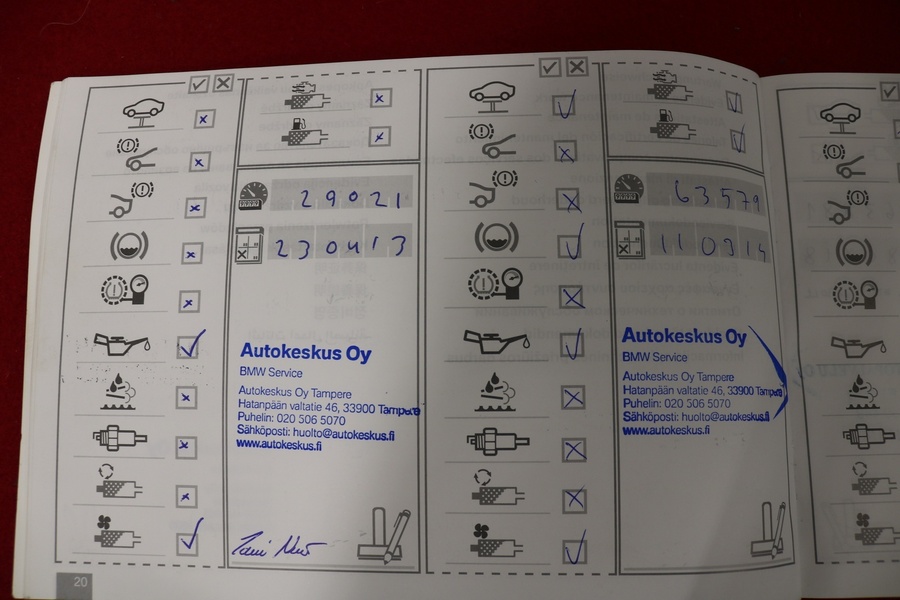 29021
230413
Autokeskus Oy
BMW Service
Autokeskus Oy Tampere
Hatanpään valtatie 46, 33900 Tampere
Puhelin: 020 506 5070
Sähköposti: huolto@autokeskus.fi
www.autokeskus.fi
20
63579
110314
Autokeskus Oy
BMW Service
Autokeskus Oy Tampere
Hatanpään valtatie 46, 33900 Tampere
Puhelin: 020 506 5070
Sähköposti: huolto@autokeskus.fi
www.autokeskus.fi